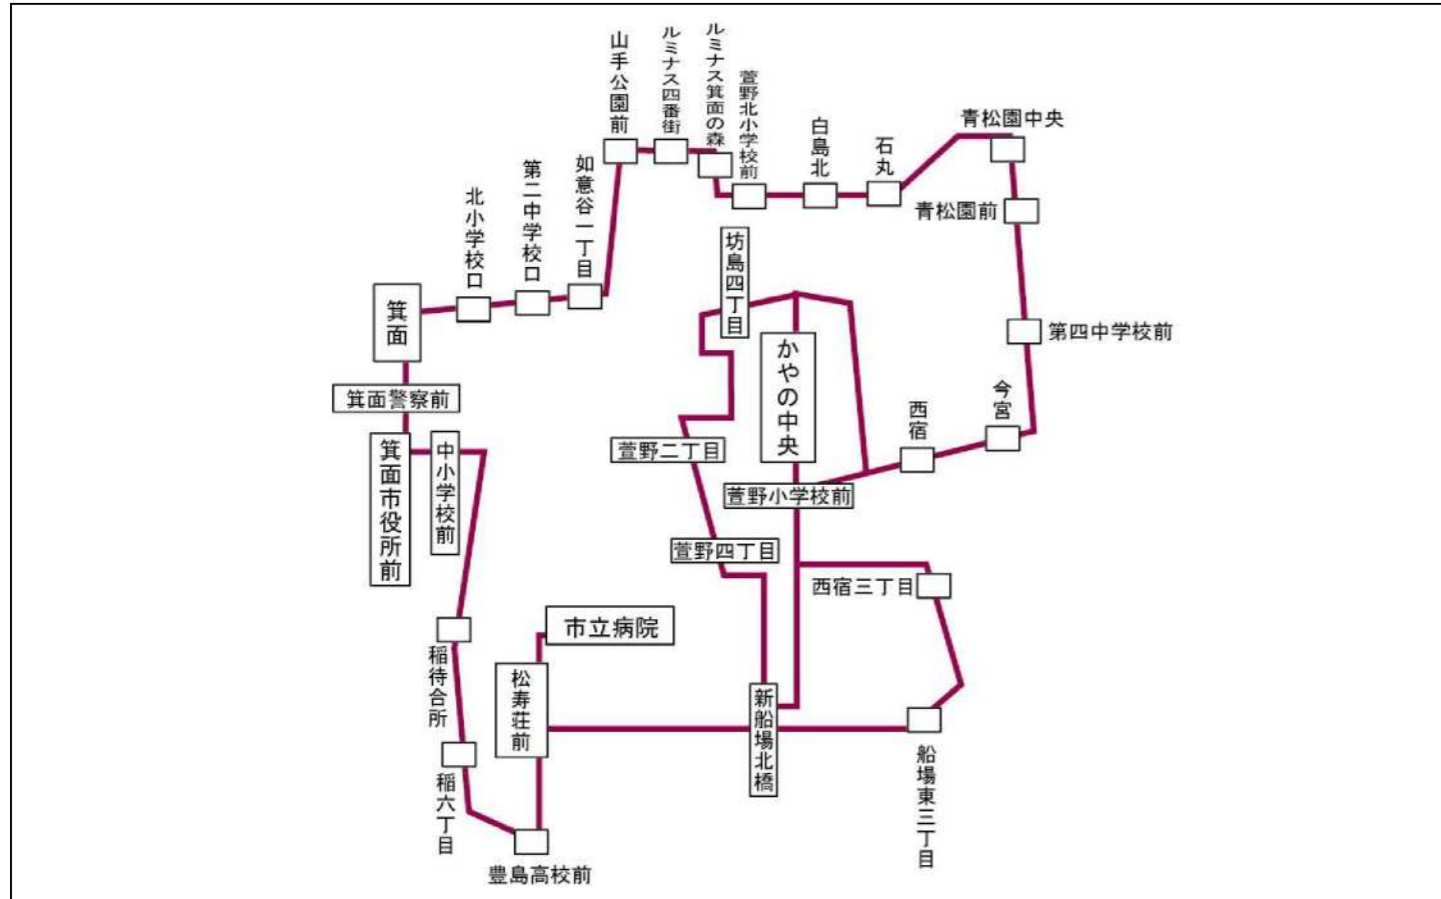 山手公園前
ルミナス四番街
ルミナス箕面の森
萱野北小学校前
白島北
石丸
青松園中央
如意谷一丁目
第二中学校口
北小学校口
青松園前
坊島四丁目
箕面
かやの中央
第四中学校前
今宮
西宿
箕面警察前
箕面市役所前
中小学校前
萱野二丁目
萱野小学校前
萱野四丁目
西宿三丁目
市立病院
稲待合所
松寿荘前
新船場北橋
船場東三丁目
稲六丁目
豊島高校前